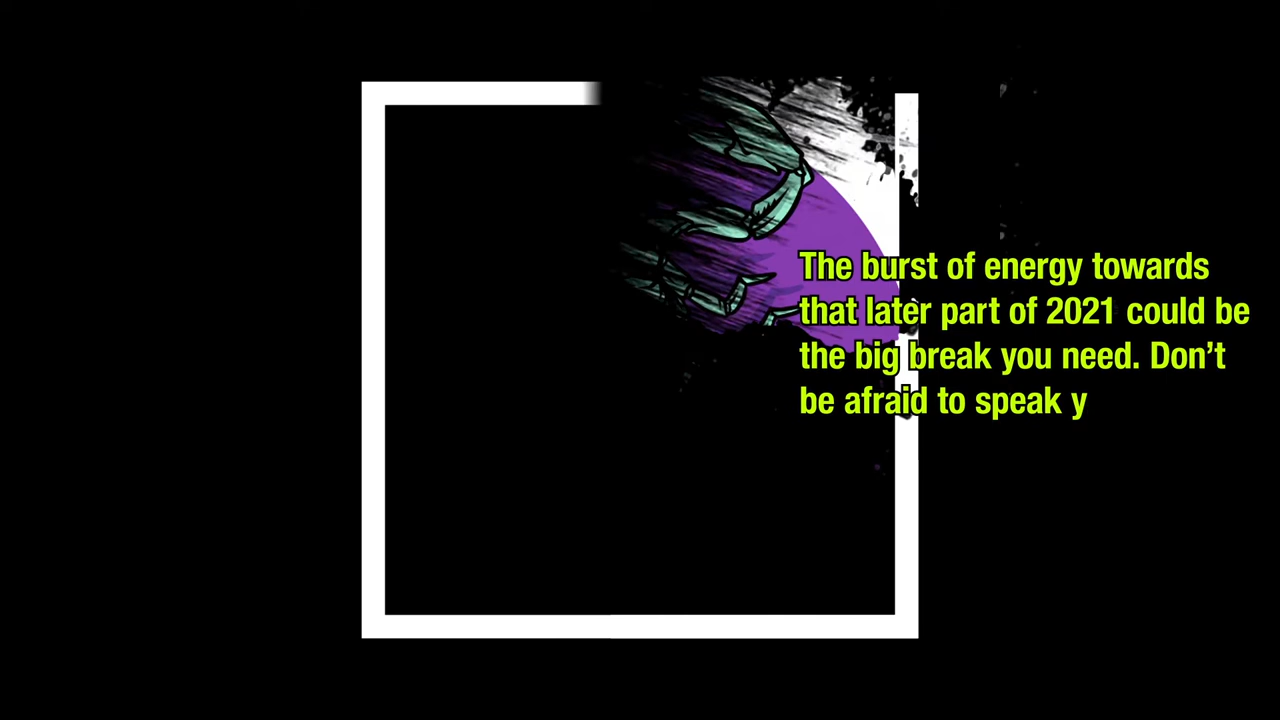 The burst of energy towards
that later part of 2021 could be
the big break you need. Don’t
be afraid to speak y